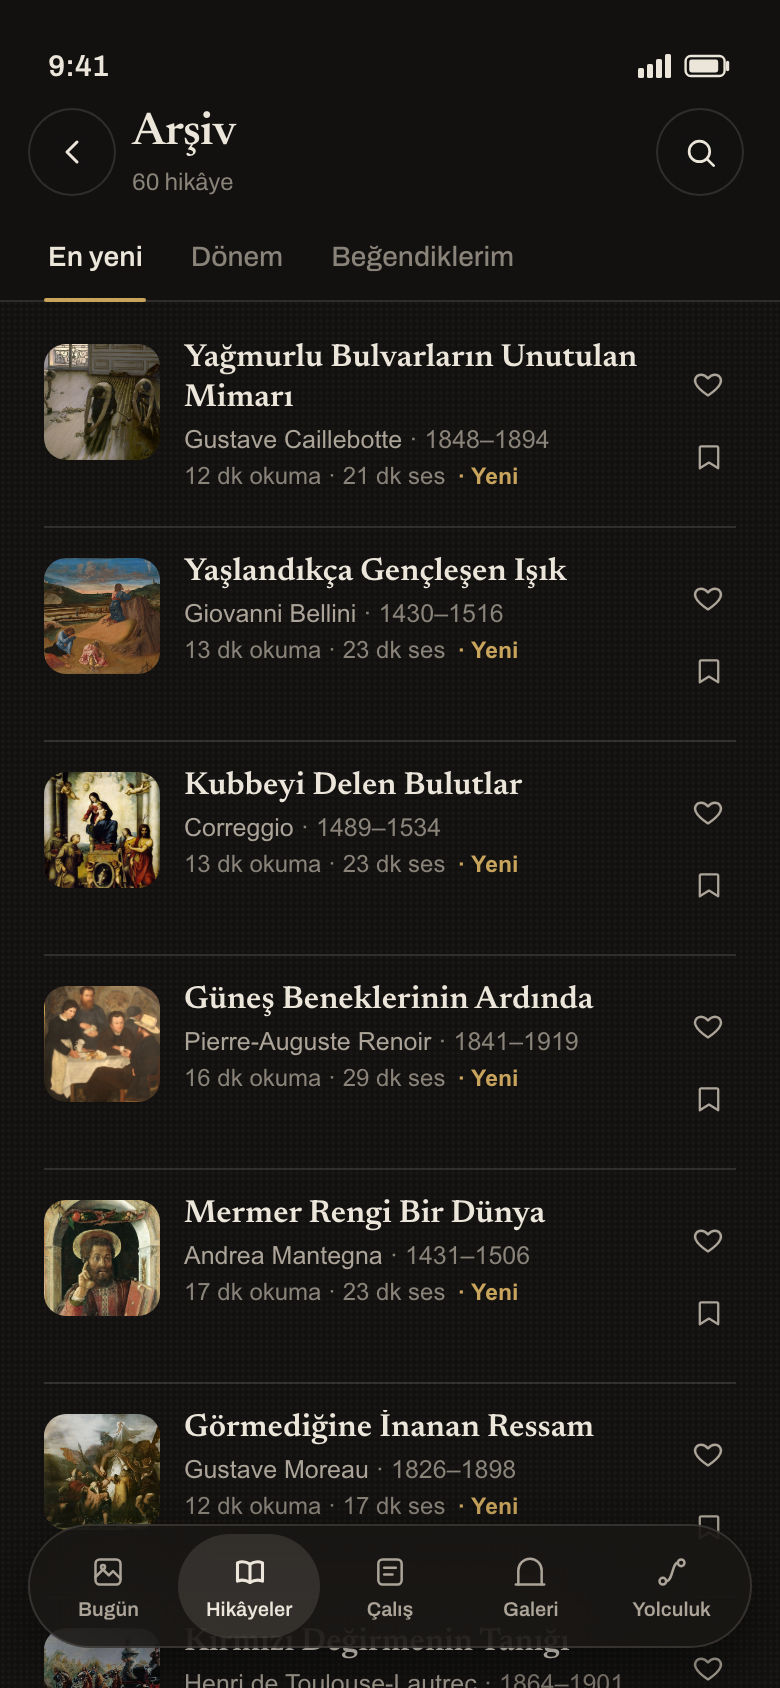 9:41
Arşiv
60 hikâye
En yeni
Dönem
Beğendiklerim
Yağmurlu Bulvarların Unutulan
Mimarı
Gustave Caillebotte · 1848–1894
12 dk okuma · 21 dk ses · Yeni
Yaşlandıkça Gençleşen Işık
Giovanni Bellini · 1430–1516
13 dk okuma · 23 dk ses · Yeni
Kubbeyi Delen Bulutlar
Correggio · 1489–1534
13 dk okuma · 23 dk ses · Yeni
Güneş Beneklerinin Ardında
Pierre-Auguste Renoir · 1841–1919
16 dk okuma · 29 dk ses · Yeni
Mermer Rengi Bir Dünya
Andrea Mantegna · 1431–1506
17 dk okuma · 23 dk ses · Yeni
Görmediğine İnanan Ressam
Gustave Moreau · 1826–1898
12 dk okuma · 17 dk ses · Yeni
Bugün
Hikâyeler
Çalış
Galeri
Yolculuk
Kırmızı Değirmenin Tanığı
Henri de Toulouse-Lautrec · 1864–1901